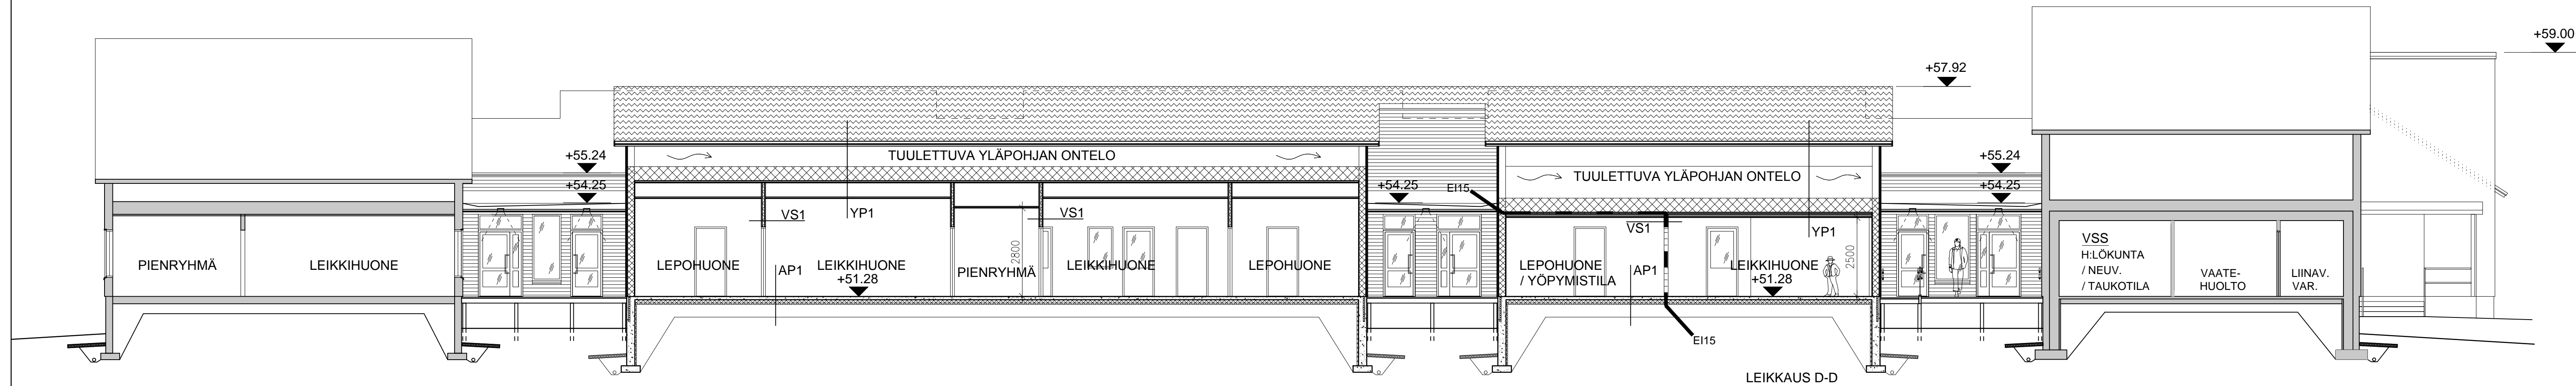 +59.00
+57.92
+55.24
+54.25
TUULETTUVA YLÄPOHJAN ONTELO
+54.25
EI15
TUULETTUVA YLÄPOHJAN ONTELO
+55.24
+54.25
VS1
YP1
VS1
VS1
YP1
2800
2500
PIENRYHMÄ
LEIKKIHUONE
LEPOHUONE
AP1
LEIKKIHUONE
+51.28
PIENRYHMÄ
LEIKKIHUONE
LEPOHUONE
LEPOHUONE
/ YÖPYMISTILA
AP1
LEIKKIHUONE
+51.28
VSS
H:LÖKUNTA
/ NEUV.
/ TAUKOTILA
VAATE-
HUOLTO
LIINAV.
VAR.
EI15
LEIKKAUS D-D